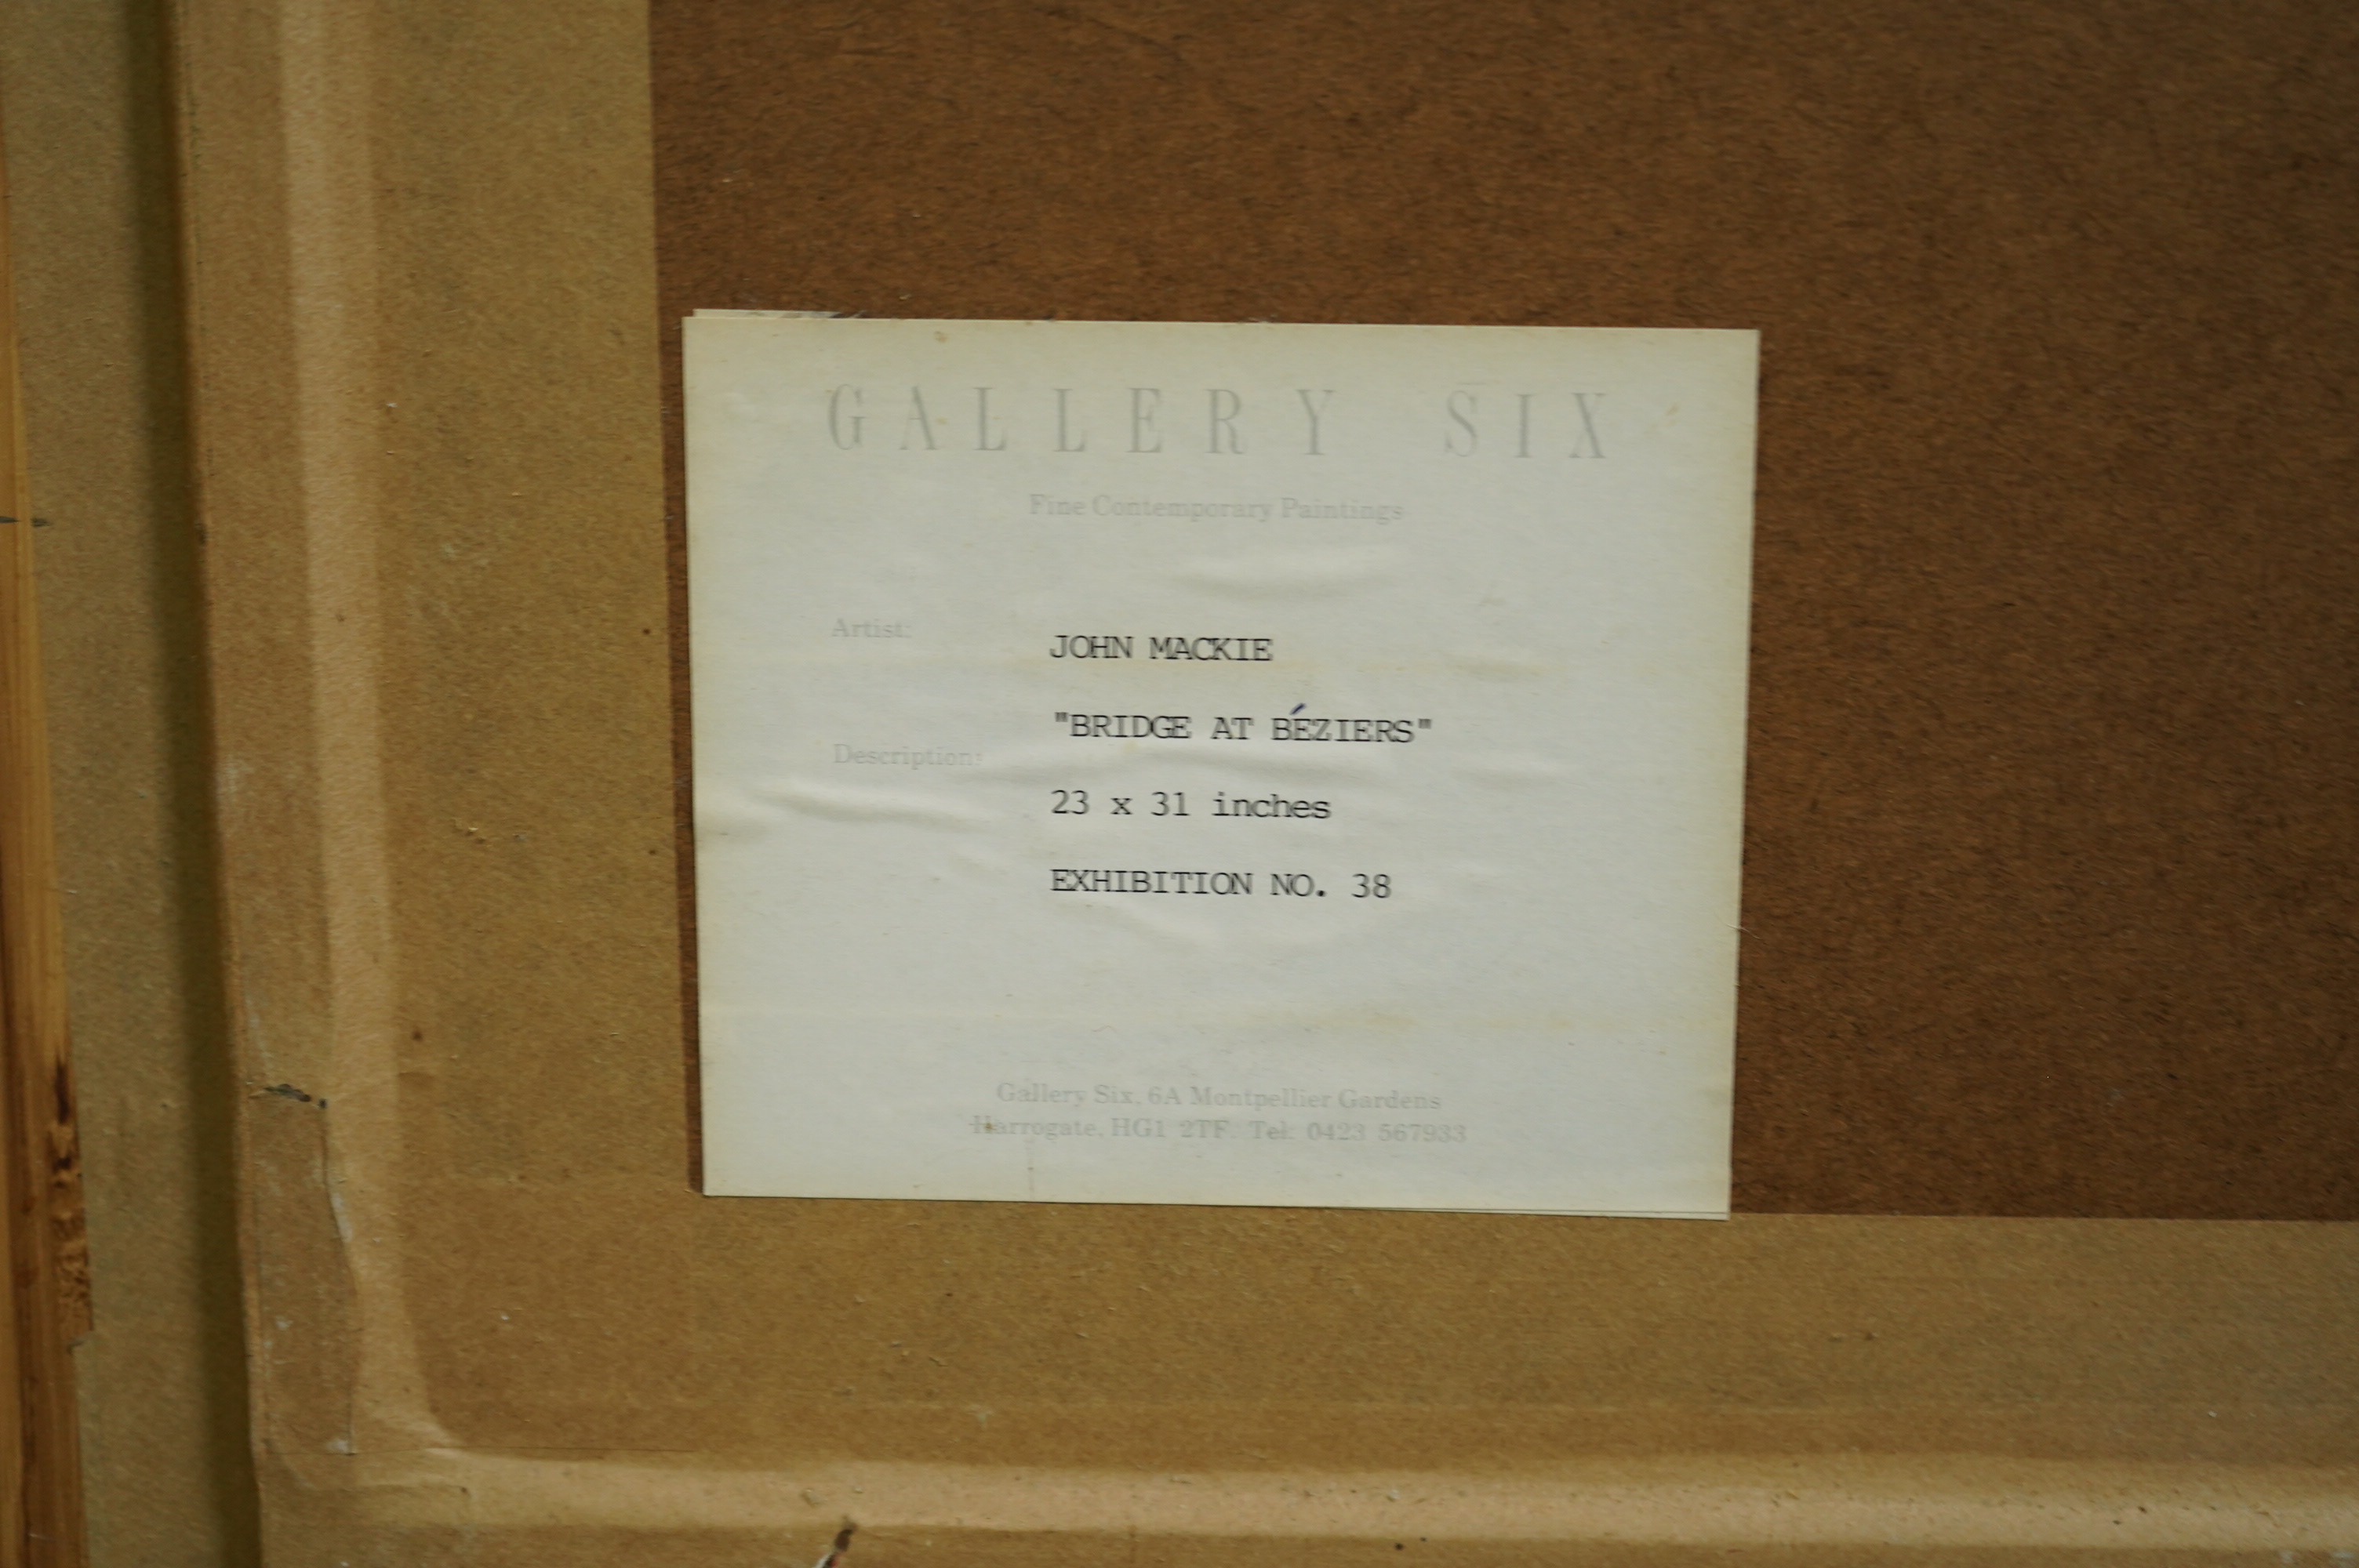 GALLERY SIX
Fine Contemporary Paintings
Artist:
JOHN MACKIE
"BRIDGE AT BÉZIERS"
Description:
23 x 31 inches
EXHIBITION NO. 38
Gallery Six, 6A Montpellier Gardens
Harrogate, HG1 2TF. Tel: 0423 567933